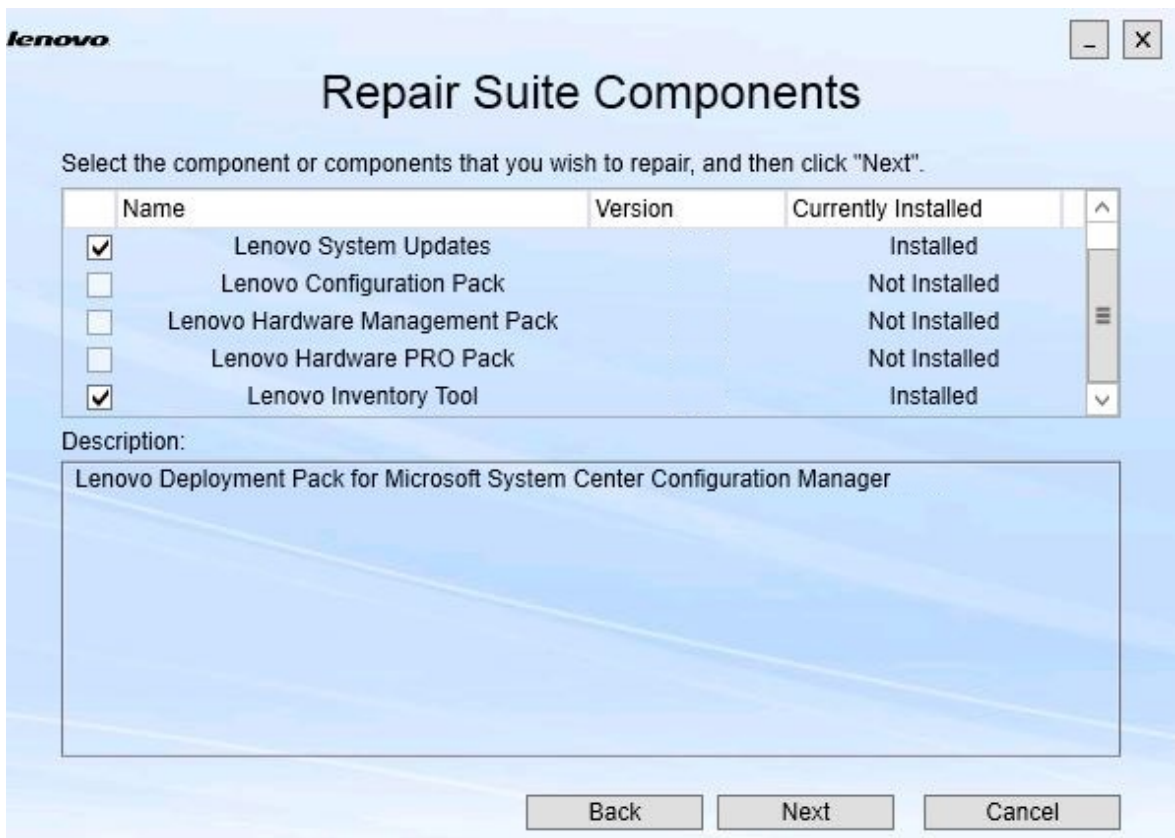 lenovo
Repair Suite Components
Select the component or components that you wish to repair, and then click "Next".
Name Version Currently Installed
Lenovo System Updates Installed
Lenovo Configuration Pack Not Installed
Lenovo Hardware Management Pack Not Installed
Lenovo Hardware PRO Pack Not Installed
Lenovo Inventory Tool Installed
Description:
Lenovo Deployment Pack for Microsoft System Center Configuration Manager
Back Next Cancel